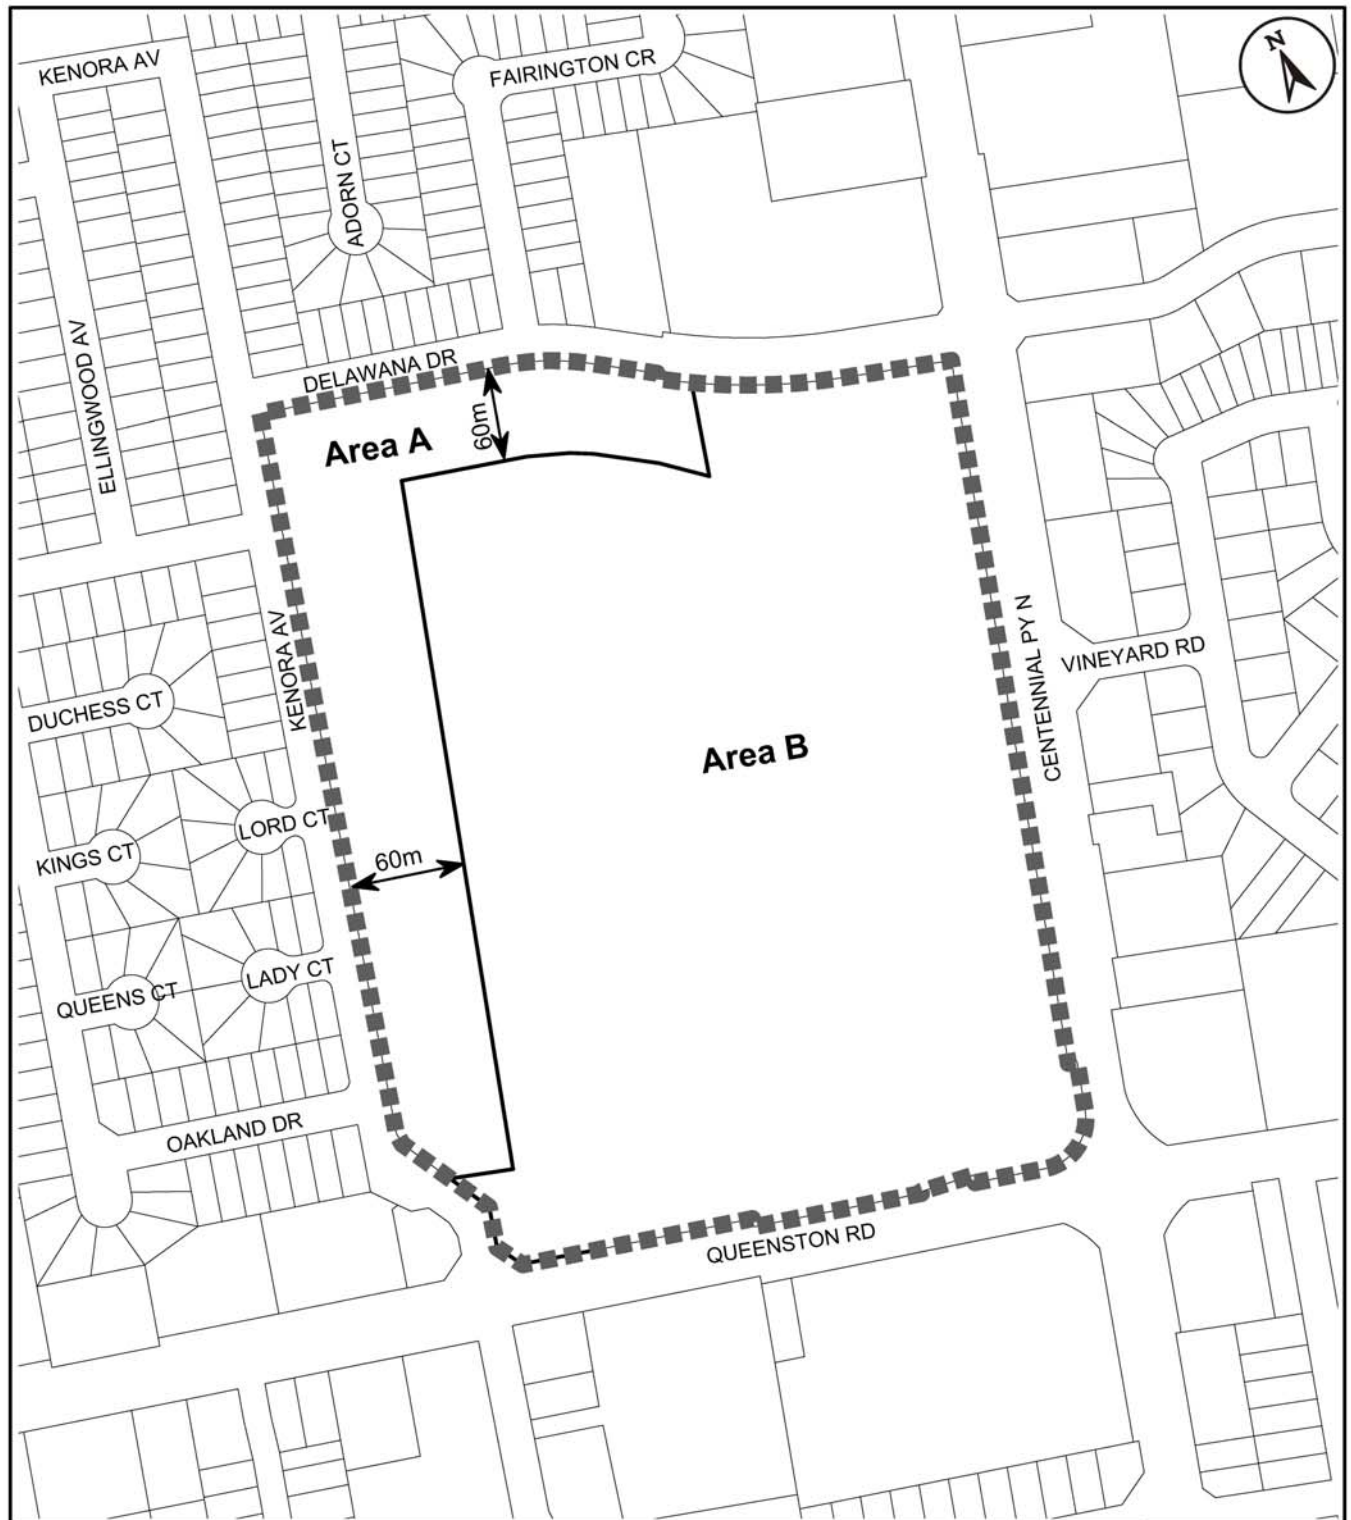 KENORA AV
FAIRINGTON CR
N
ADORN CT
ELLINGWOOD AV
DELAWANA DR
60m
Area A
KENORA AV
CENTENNIAL PY N
VINEYARD RD
DUCHESS CT
Area B
LORD CT
KINGS CT
60m
LADY CT
QUEENS CT
OAKLAND DR
QUEENSTON RD